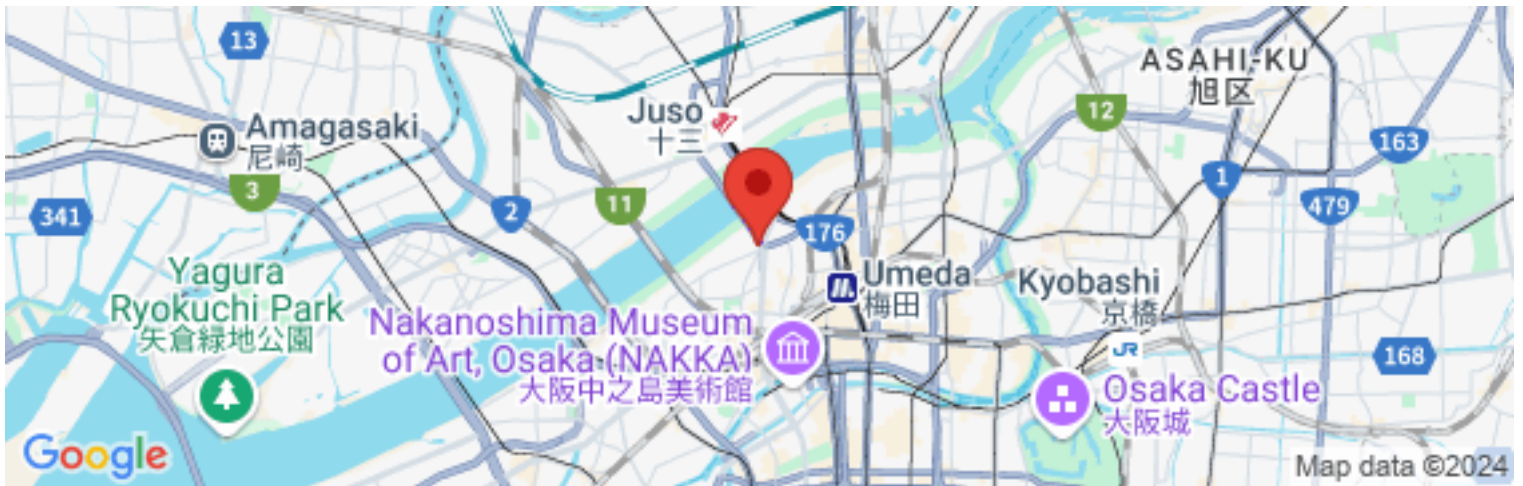 13
ASAHI-KU
旭区
Juso
十三
12
Amagasaki
尼崎
163
3
1
11
2
341
479
176
Yagura
Ryokuchi Park
矢倉緑地公園
Umeda
梅田
Kyobashi
京橋
JR
Nakanoshima Museum
of Art, Osaka (NAKKA)
大阪中之島美術館
168
Osaka Castle
大阪城
Google
Map data ©2024